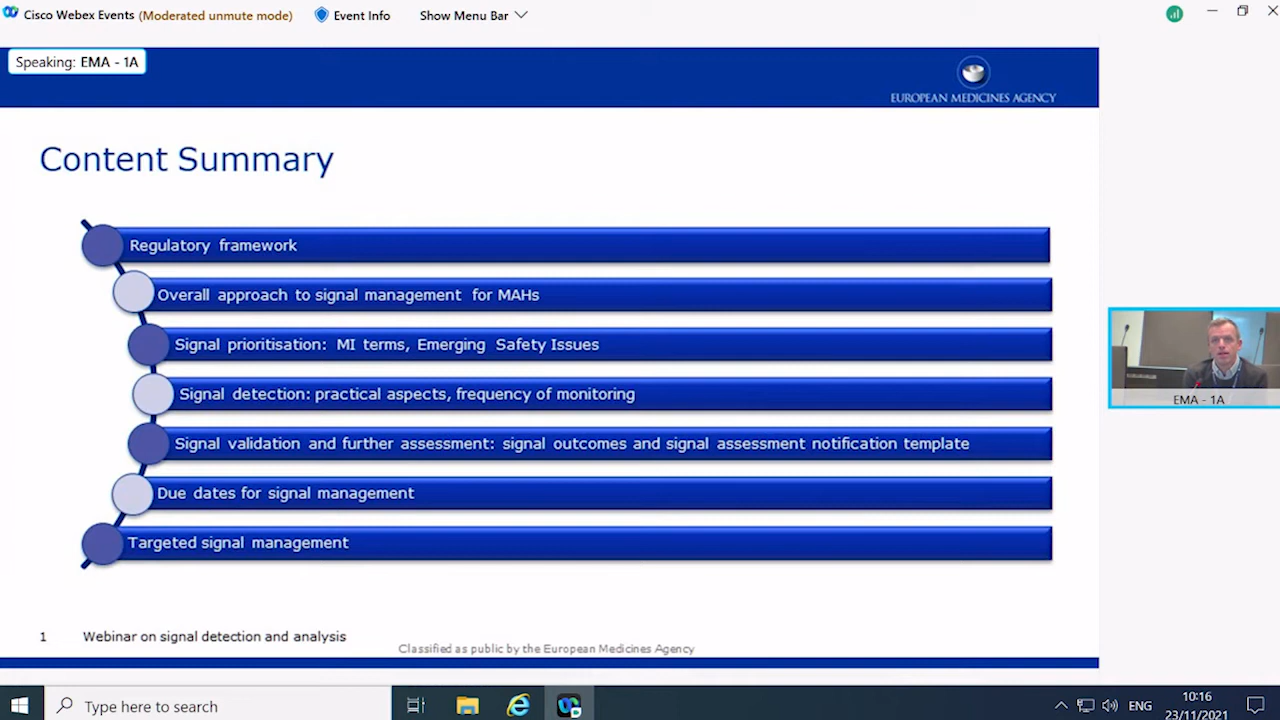 Cisco Webex Events (Moderated unmute mode) Event Info Show Menu Bar
Speaking: EMA - 1A
EUROPEAN MEDICINES AGENCY
Content Summary
Regulatory framework
Overall approach to signal management for MAHs
Signal prioritisation: MI terms, Emerging Safety Issues
Signal detection: practical aspects, frequency of monitoring
Signal validation and further assessment: signal outcomes and signal assessment notification template
Due dates for signal management
Targeted signal management
EMA - 1A
1 Webinar on signal detection and analysis
Classified as public by the European Medicines Agency
Type here to search
ENG
10:16
23/11/2021